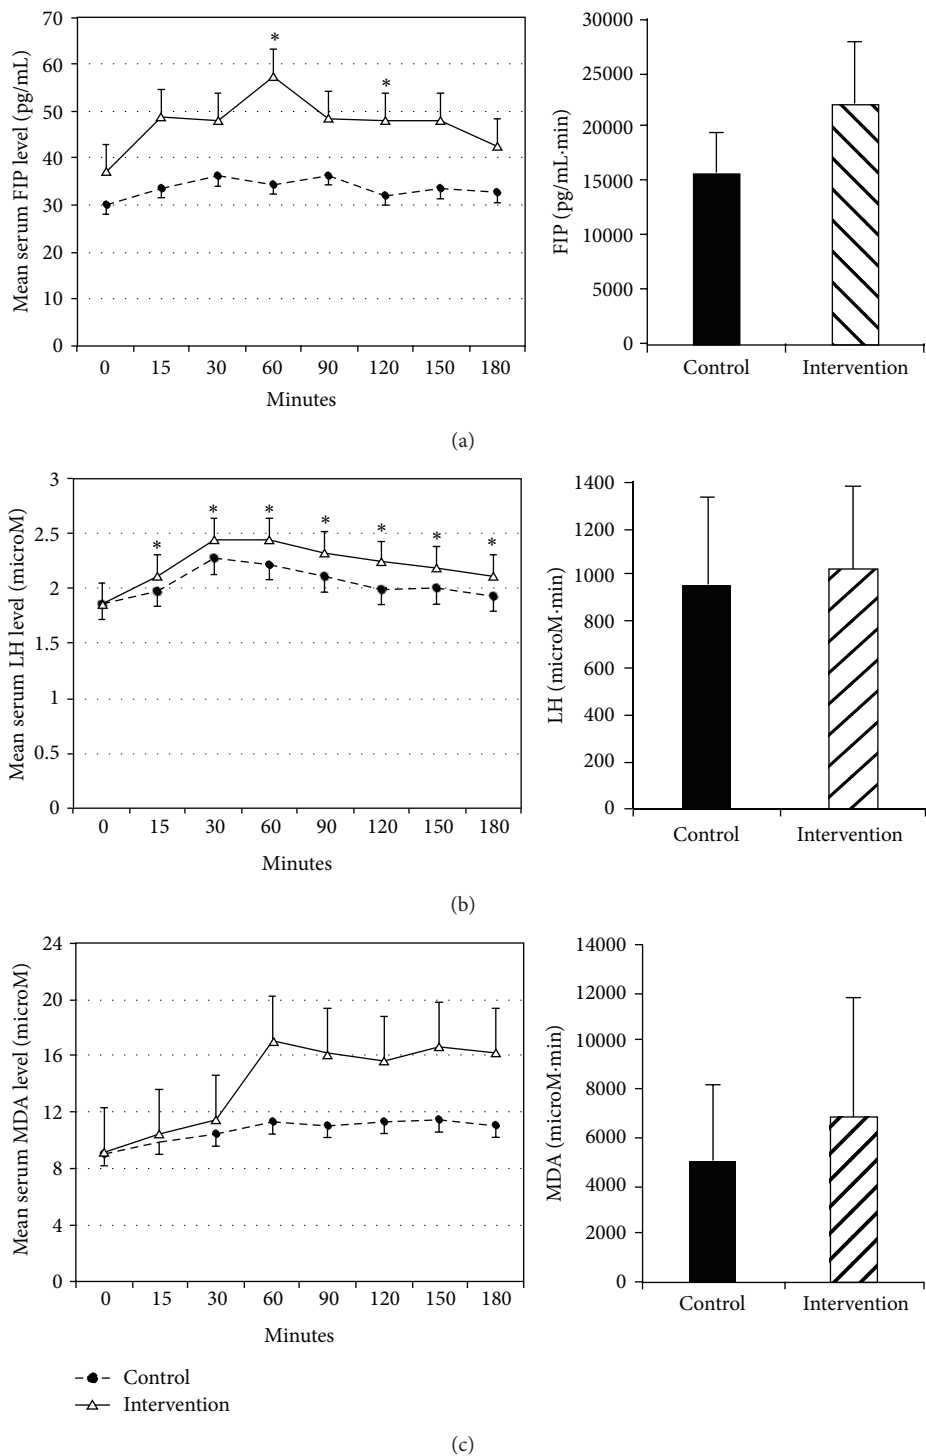 70
60
50
40
30
20
10
0
Mean serum FIP level (pg/mL)
*
*
0 15 30 60 90 120 150 180
Minutes
30000
25000
20000
15000
10000
5000
0
FIP (pg/mL·min)
Control Intervention
(a)
3
2.5
2
1.5
1
0.5
0
Mean serum LH level (microM)
* * * * * * *
0 15 30 60 90 120 150 180
Minutes
1400
1200
1000
800
600
400
200
0
LH (microM·min)
Control Intervention
(b)
24
20
16
12
8
4
0
Mean serum MDA level (microM)
0 15 30 60 90 120 150 180
Minutes
14000
12000
10000
8000
6000
4000
2000
0
MDA (microM·min)
Control Intervention
Control
Intervention
(c)